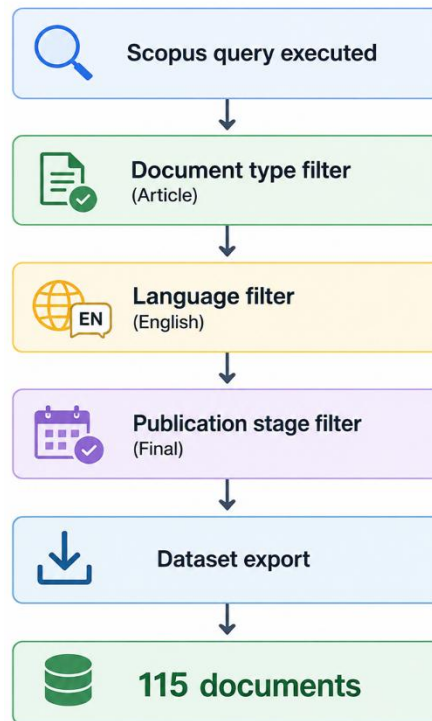 Scopus query executed
Document type filter
(Article)
EN
Language filter
(English)
Publication stage filter
(Final)
Dataset export
115 documents